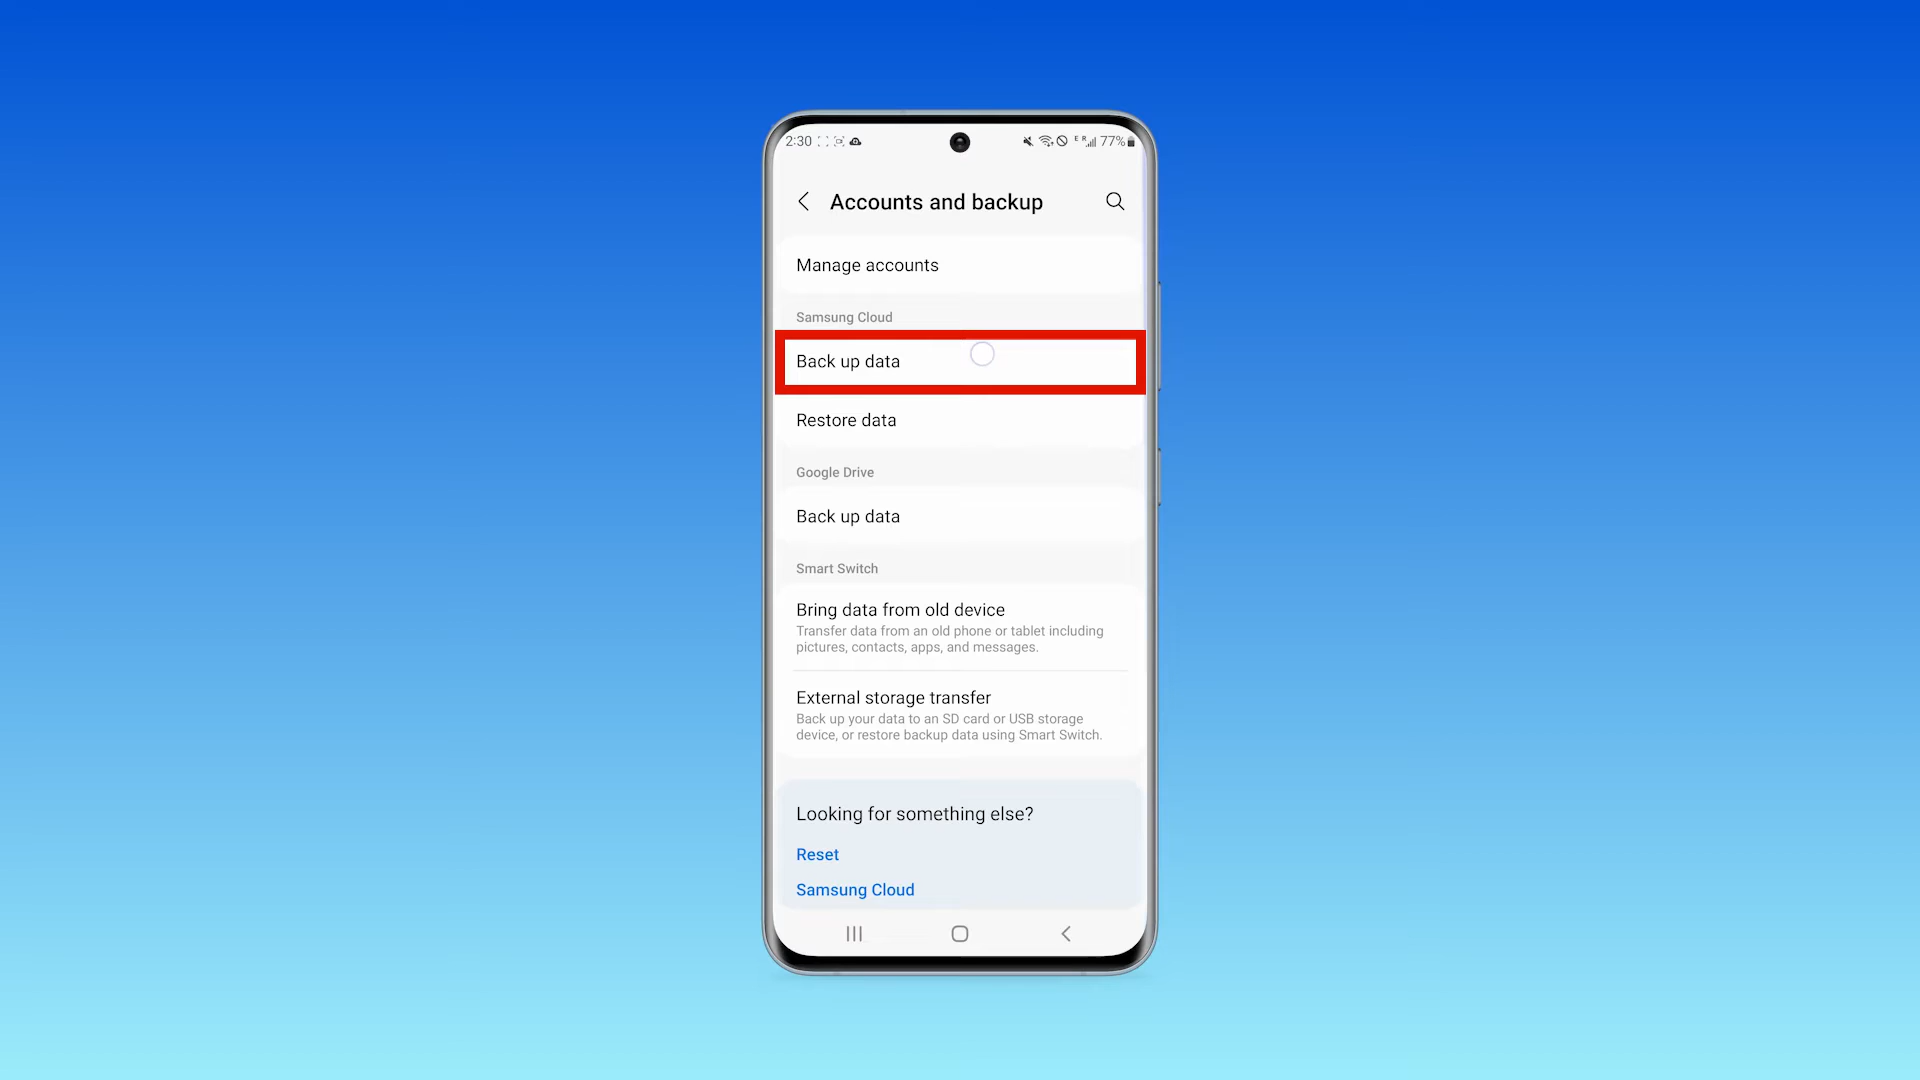 2:30 77%
Accounts and backup
Manage accounts
Samsung Cloud
Back up data
Restore data
Google Drive
Back up data
Smart Switch
Bring data from old device
Transfer data from an old phone or tablet including
pictures, contacts, apps, and messages.
External storage transfer
Back up your data to an SD card or USB storage
device, or restore backup data using Smart Switch.
Looking for something else?
Reset
Samsung Cloud